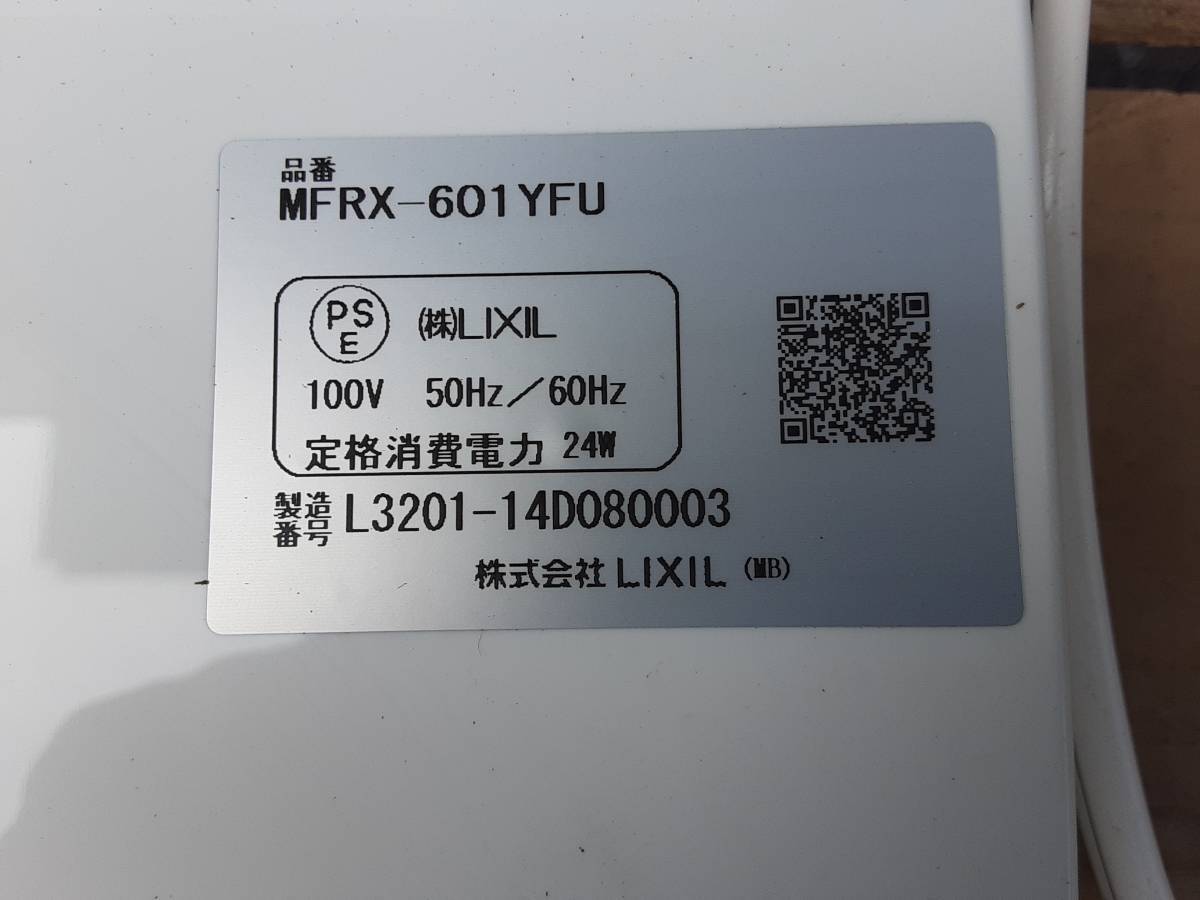 品番
MFRX-601YFU
PS
E
(株)LIXIL
100V 50Hz/60Hz
定格消費電力 24W
製造
番号 L3201-14D080003
株式会社 LIXIL (MB)